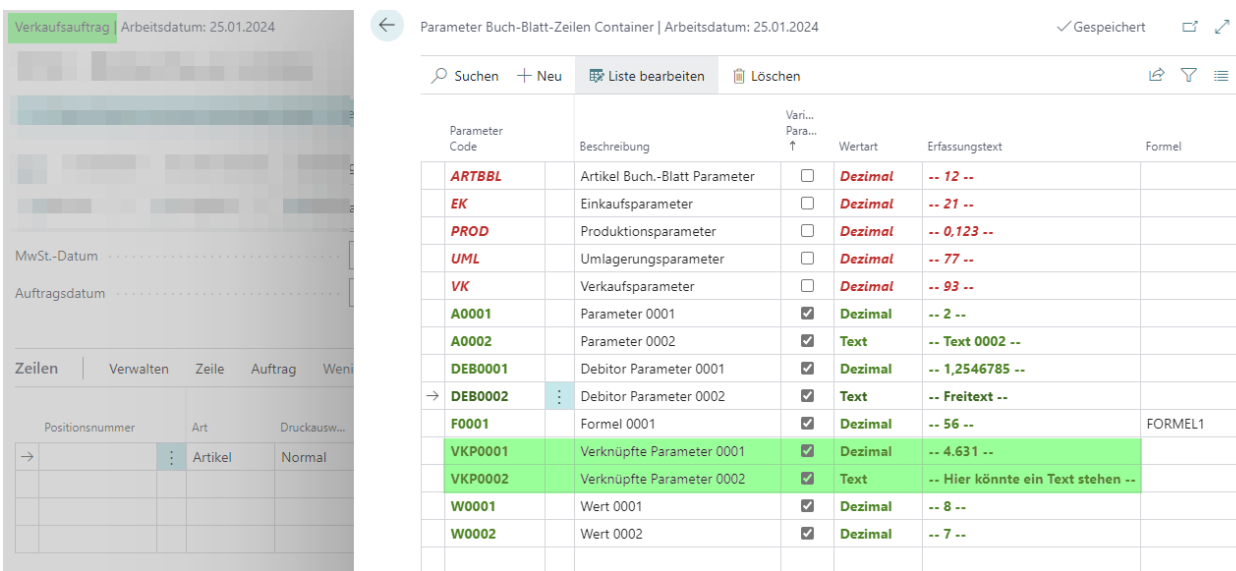 Verkaufsauftrag | Arbeitsdatum: 25.01.2024
MwSt.-Datum
Auftragsdatum
Zeilen | Verwalten Zeile Auftrag Weni
Positionsnummer Art Druckausw...
Artikel Normal
Parameter Buch-Blatt-Zeilen Container | Arbeitsdatum: 25.01.2024 Gespeichert
Suchen Neu Liste bearbeiten Löschen
Parameter Code Beschreibung Vari... Para... ↑ Wertart Erfassungstext Formel
ARTBBL Artikel Buch.-Blatt Parameter Dezimal -- 12 --
EK Einkaufsparameter Dezimal -- 21 --
PROD Produktionsparameter Dezimal -- 0,123 --
UML Umlagerungsparameter Dezimal -- 77 --
VK Verkaufsparameter Dezimal -- 93 --
A0001 Parameter 0001 Dezimal -- 2 --
A0002 Parameter 0002 Text -- Text 0002 --
DEB0001 Debitor Parameter 0001 Dezimal -- 1,2546785 --
DEB0002 Debitor Parameter 0002 Text -- Freitext --
F0001 Formel 0001 Dezimal -- 56 -- FORMEL1
VKP0001 Verknüpfte Parameter 0001 Dezimal -- 4.631 --
VKP0002 Verknüpfte Parameter 0002 Text -- Hier könnte ein Text stehen --
W0001 Wert 0001 Dezimal -- 8 --
W0002 Wert 0002 Dezimal -- 7 --